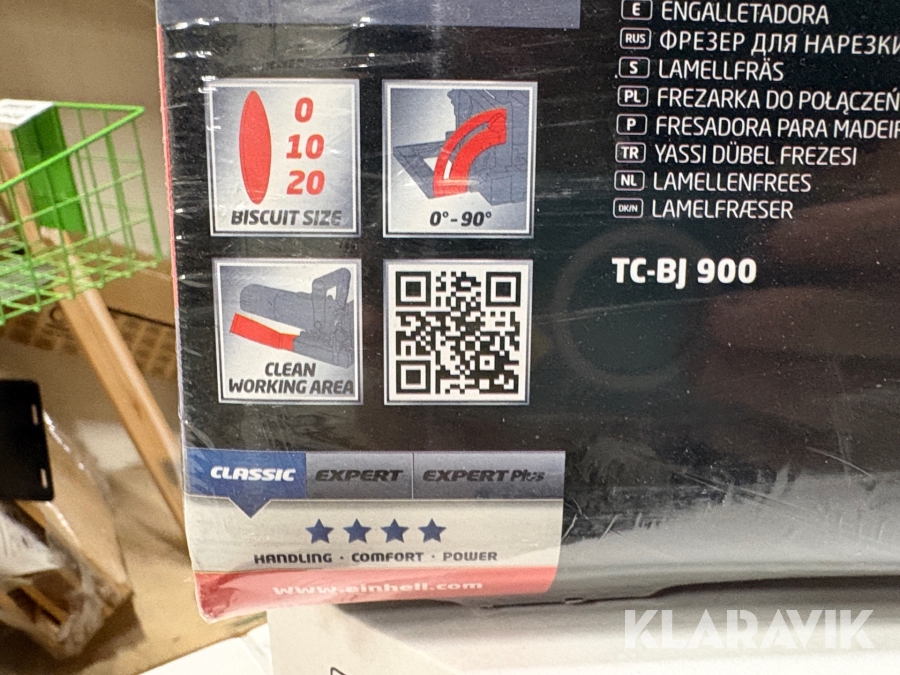 E ENGALLETADORA
RUS ФРЕЗЕР ДЛЯ НАРЕЗКИ
S LAMELLFRÄS
PL FREZARKA DO POŁĄCZEŃ
P FRESADORA PARA MADEIR
TR YASSI DÜBEL FREZESI
NL LAMELLENFREES
DK/N LAMELFRÆSER
TC-BJ 900
0
10
20
BISCUIT SIZE
0°-90°
CLEAN
WORKING AREA
CLASSIC EXPERT EXPERT Plus
HANDLING · COMFORT · POWER
www.einhell.com
KLARAVIK